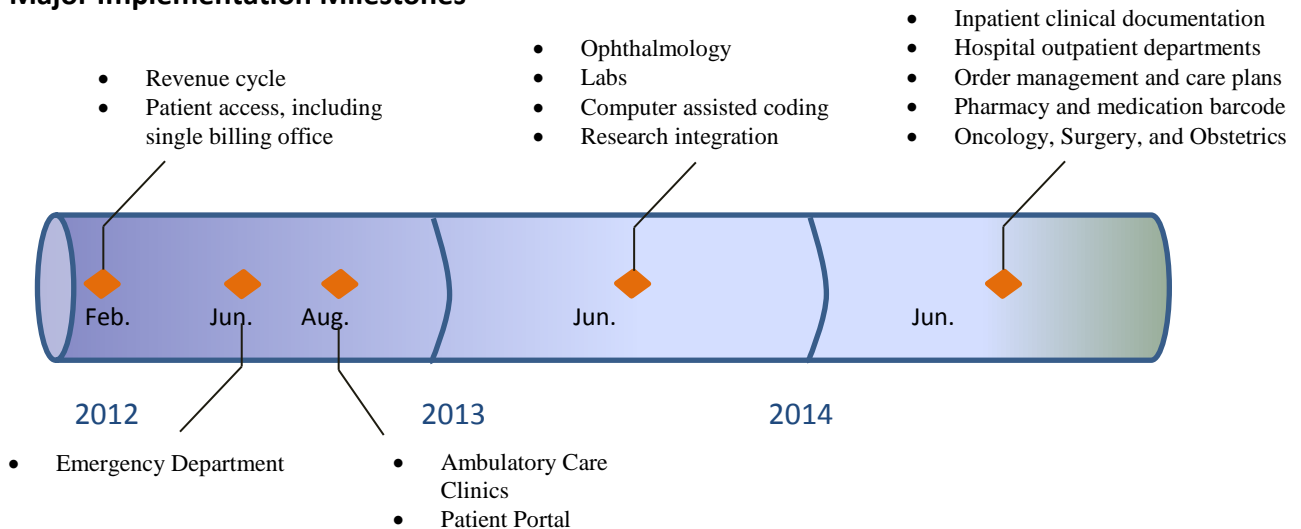 Major Implementation Milestones
• Revenue cycle
• Patient access, including
single billing office
• Ophthalmology
• Labs
• Computer assisted coding
• Research integration
• Inpatient clinical documentation
• Hospital outpatient departments
• Order management and care plans
• Pharmacy and medication barcode
• Oncology, Surgery, and Obstetrics
Feb.
Jun.
Aug.
Jun.
Jun.
2012
2013
2014
• Emergency Department
• Ambulatory Care
Clinics
• Patient Portal